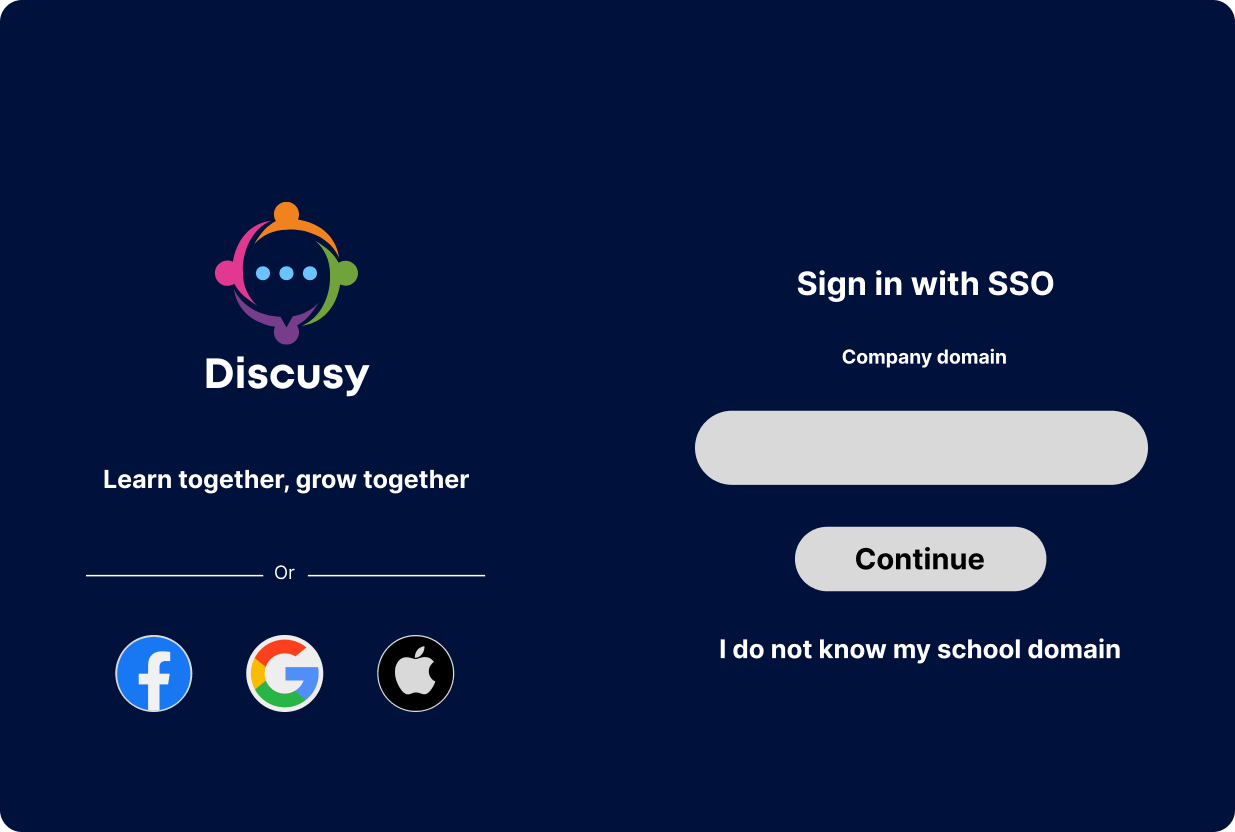 Discusy
Learn together, grow together
Or
Sign in with SSO
Company domain
Continue
I do not know my school domain